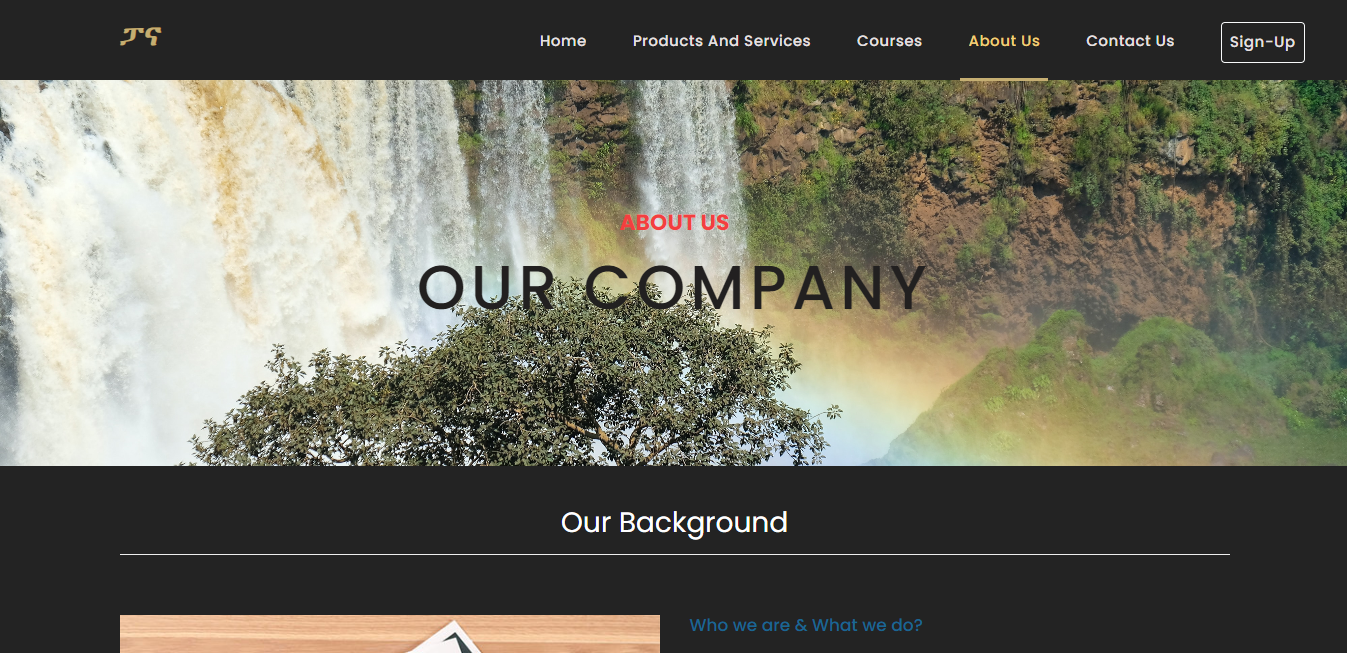 ፓና
Home
Products And Services
Courses
About Us
Contact Us
Sign-Up
ABOUT US
OUR COMPANY
Our Background
Who we are & What we do?